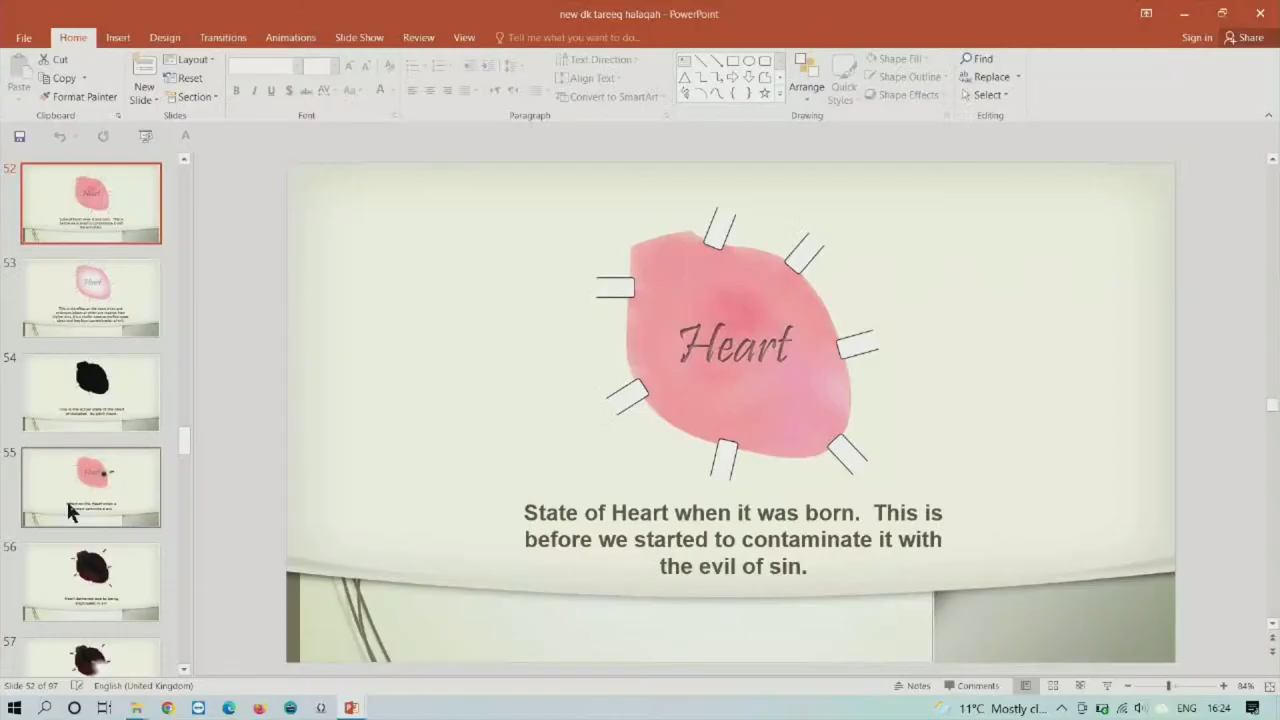 new dk tareeq halaqah - PowerPoint
File Home Insert Design Transitions Animations Slide Show Review View Tell me what you want to do... Sign in Share
Cut
Copy
Format Painter
Paste
Clipboard
New
Slide
Layout
Reset
Section
Slides
Font
Text Direction
Align Text
Convert to SmartArt
Paragraph
Arrange
Quick
Styles
Shape Fill
Shape Outline
Shape Effects
Drawing
Find
Replace
Select
Editing
52
Heart
53
Heart
54
55
Heart
56
57
Heart
State of Heart when it was born. This is
before we started to contaminate it with
the evil of sin.
Slide 52 of 97 English (United Kingdom) Notes Comments 84%
11°C Mostly cl... ENG 16:24